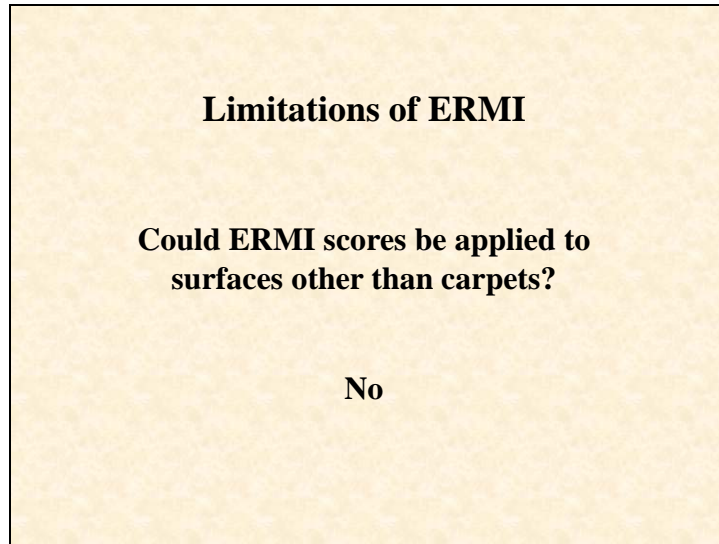 Limitations of ERMI
Could ERMI scores be applied to
surfaces other than carpets?
No